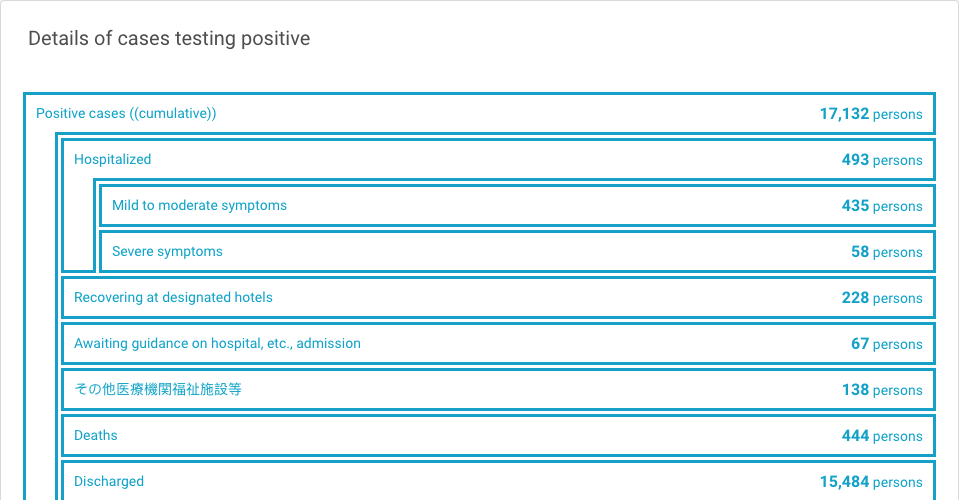 Details of cases testing positive
Positive cases ((cumulative)) 17,132 persons
Hospitalized 493 persons
Mild to moderate symptoms 435 persons
Severe symptoms 58 persons
Recovering at designated hotels 228 persons
Awaiting guidance on hospital, etc., admission 67 persons
その他医療機関福祉施設等 138 persons
Deaths 444 persons
Discharged 15,484 persons